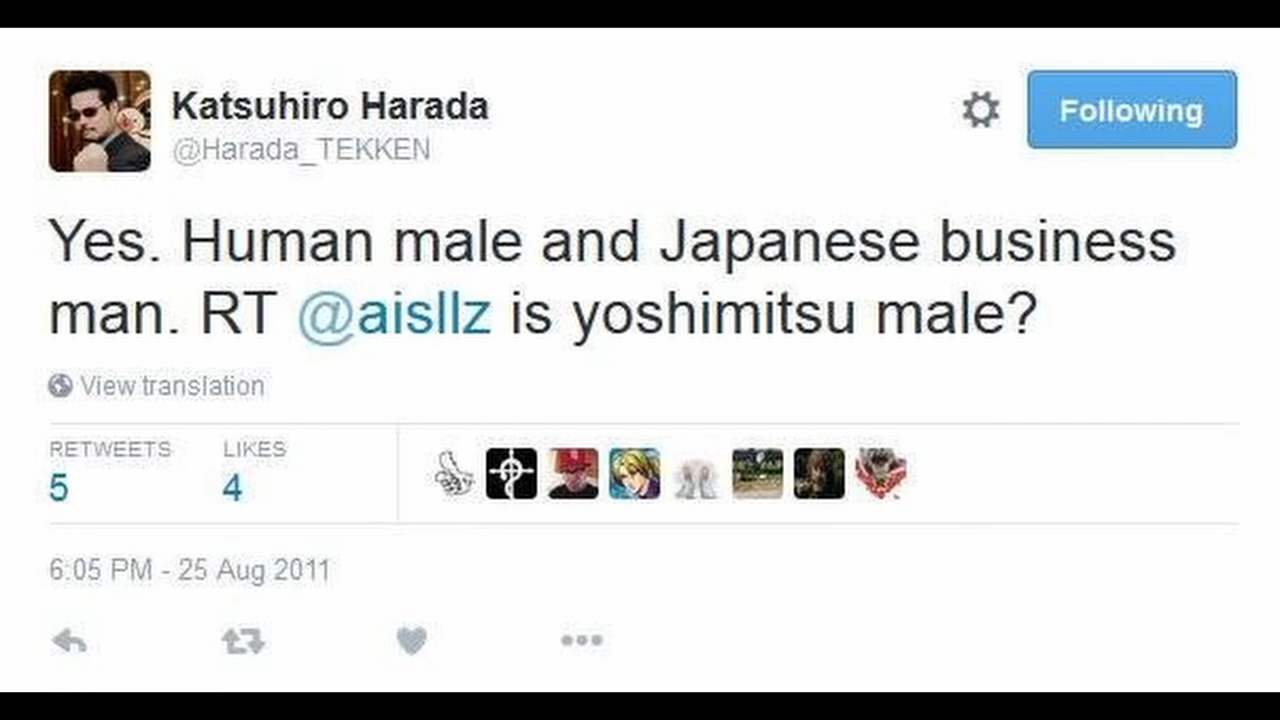 Katsuhiro Harada
@Harada_TEKKEN
Following
Yes. Human male and Japanese business
man. RT @aisllz is yoshimitsu male?
View translation
RETWEETS LIKES
5 4
6:05 PM - 25 Aug 2011